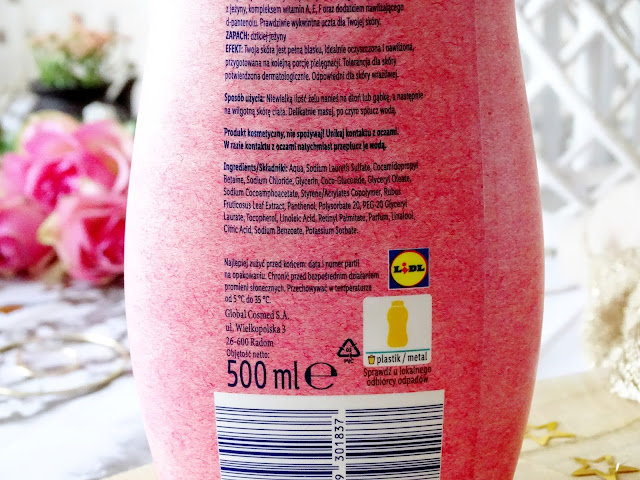 z jeżyny, kompleksem witamin A, E, F oraz dodatkiem nawilżającego
d-pantenolu. Prawdziwie wykwintna uczta dla Twojej skóry.
ZAPACH: dzikiej jeżyny
EFEKT: Twoja skóra jest pełna blasku, idealnie oczyszczona i nawilżona,
przygotowana na kolejną porcję pielęgnacji. Tolerancja dla skóry
potwierdzona dermatologicznie. Odpowiedni dla skóry wrażliwej.
Sposób użycia: Niewielką ilość żelu nanieś na dłoń lub gąbkę, a następnie
na wilgotną skórę ciała. Delikatnie masuj, po czym spłucz wodą.
Produkt kosmetyczny, nie spożywaj! Unikaj kontaktu z oczami.
W razie kontaktu z oczami natychmiast przepłucz je wodą.
Ingredients/Składniki: Aqua, Sodium Laureth Sulfate, Cocamidopropyl
Betaine, Sodium Chloride, Glycerin, Coco-Glucoside, Glyceryl Oleate,
Sodium Cocoamphoacetate, Styrene/Acrylates Copolymer, Rubus
Fruticosus Leaf Extract, Panthenol, Polysorbate 20, PEG-20 Glyceryl
Laurate, Tocopherol, Linoleic Acid, Retinyl Palmitate, Parfum, Linalool,
Citric Acid, Sodium Benzoate, Potassium Sorbate.
Najlepiej zużyć przed końcem: data i numer partii
na opakowaniu. Chronić przed bezpośrednim działaniem
promieni słonecznych. Przechowywać w temperaturze
od 5 °C do 35 °C.
LIDL
Global Cosmed S.A.
ul. Wielkopolska 3
26-600 Radom
Objętość netto:
500 ml e
plastik / metal
Sprawdź u lokalnego
odbiorcy odpadów
9 301837